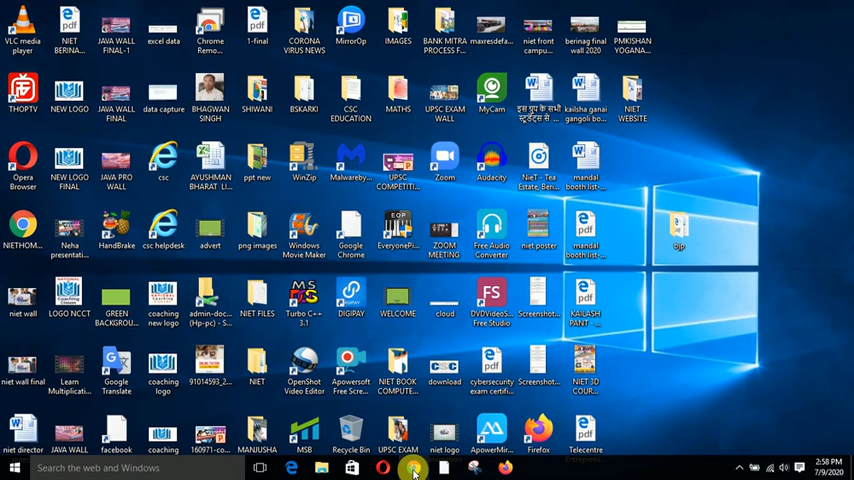 VLC media
player
NIET
BERINA...
JAVA WALL
FINAL-1
excel data
Chrome
Remo...
1-final
CORONA
VIRUS NEWS
MirrorOp
IMAGES
BANK MITRA
PROCESS F...
maxresdefa...
niet front
campu...
berinag final
wall 2020
PMKISHAN
YOGANA...
THOPTV
NEW LOGO
JAVA WALL
FINAL
data capture
BHAGWAN
SINGH
SHIWANI
BSKARKI
CSC
EDUCATION
MATHS
UPSC EXAM
WALL
MyCam
इस ग्रुप के सभी
स्टूडेंट्स से ...
kailsha ganai
gangoli bo...
NIET
WEBSITE
Opera
Browser
NEW LOGO
FINAL
JAVA PRO
WALL
csc
AYUSHMAN
BHARAT LI...
ppt new
WinZip
Malwareby...
UPSC
COMPETITI...
Zoom
Audacity
NieT - Tea
Estate, Beri...
mandal
booth list-...
NIETHOM...
Neha
presentati...
HandBrake
csc helpdesk
advert
png images
Windows
Movie Maker
Google
Chrome
EOP
EveryonePi...
ZOOM
MEETING
Free Audio
Converter
niet poster
mandal
booth list-...
bjp
niet wall
LOGO NCCT
GREEN
BACKGROU...
coaching
new logo
admin-doc...
(Hp-pc) - S...
NIET FILES
Turbo C++
3.1
DIGIPAY
WELCOME
cloud
DVDVideoS...
Free Studio
Screenshot...
KAILASH
PANT - ...
niet wall final
Learn
Multiplicati...
Google
Translate
coaching
logo
91014593_2...
NIET
OpenShot
Video Editor
Apowersoft
Free Scre...
NIET BOOK
COMPUTE...
download
cybersecurity
exam certifi...
Screenshot...
NIET 3D
COUR...
niet director
JAVA WALL
facebook
coaching
160971-co...
MANJUSHA
MSB
Recycle Bin
UPSC EXAM
niet logo
ApowerMir...
Firefox
Telecentre
Search the web and Windows
2:58 PM
7/9/2020